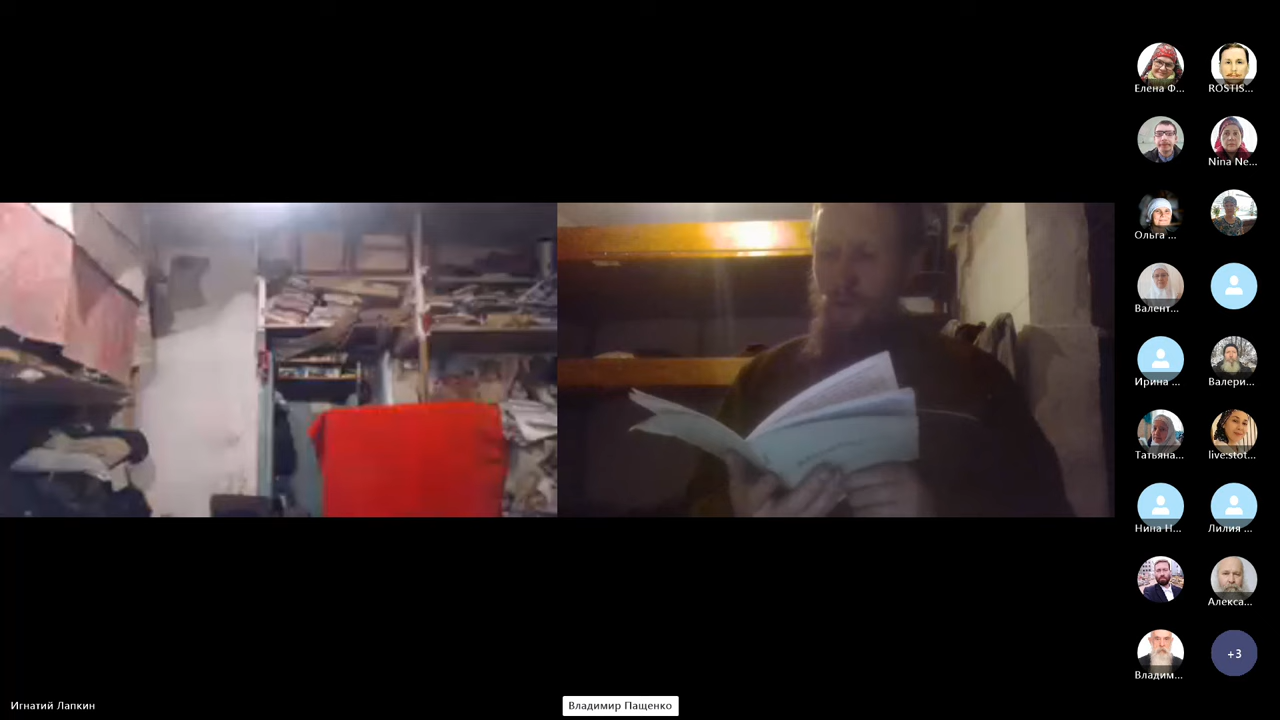 Елена Ф...
ROSTIS...
Nina Ne...
Ольга ...
Валент...
Ирина ...
Валери...
Татьяна...
live:stot...
Нина Н...
Лилия ...
Алекса...
Владим...
+3
Игнатий Лапкин
Владимир Пащенко